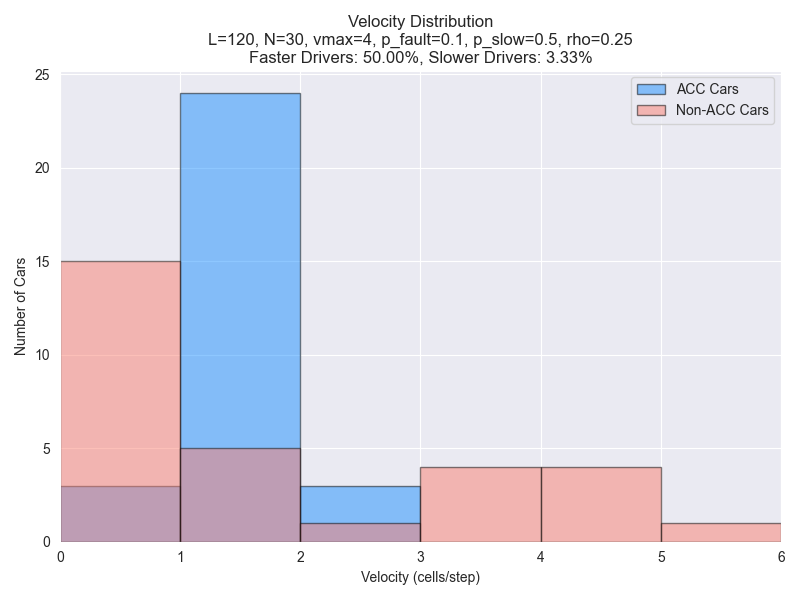 Velocity Distribution
L=120, N=30, vmax=4, p_fault=0.1, p_slow=0.5, rho=0.25
Faster Drivers: 50.00%, Slower Drivers: 3.33%
ACC Cars
Non-ACC Cars
Number of Cars
25
20
15
10
5
0
0 1 2 3 4 5 6
Velocity (cells/step)